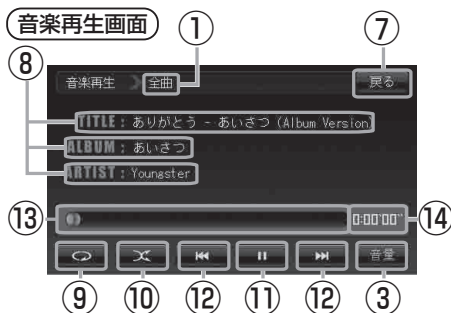 音楽再生画面
①
⑦
⑧
音楽再生 全曲
戻る
TITLE : ありがとう - あいさつ (Album Version
ALBUM : あいさつ
ARTIST : Youngster
⑬
0:00'00"
⑭
音量
⑨
⑩
⑫
⑪
⑫
③